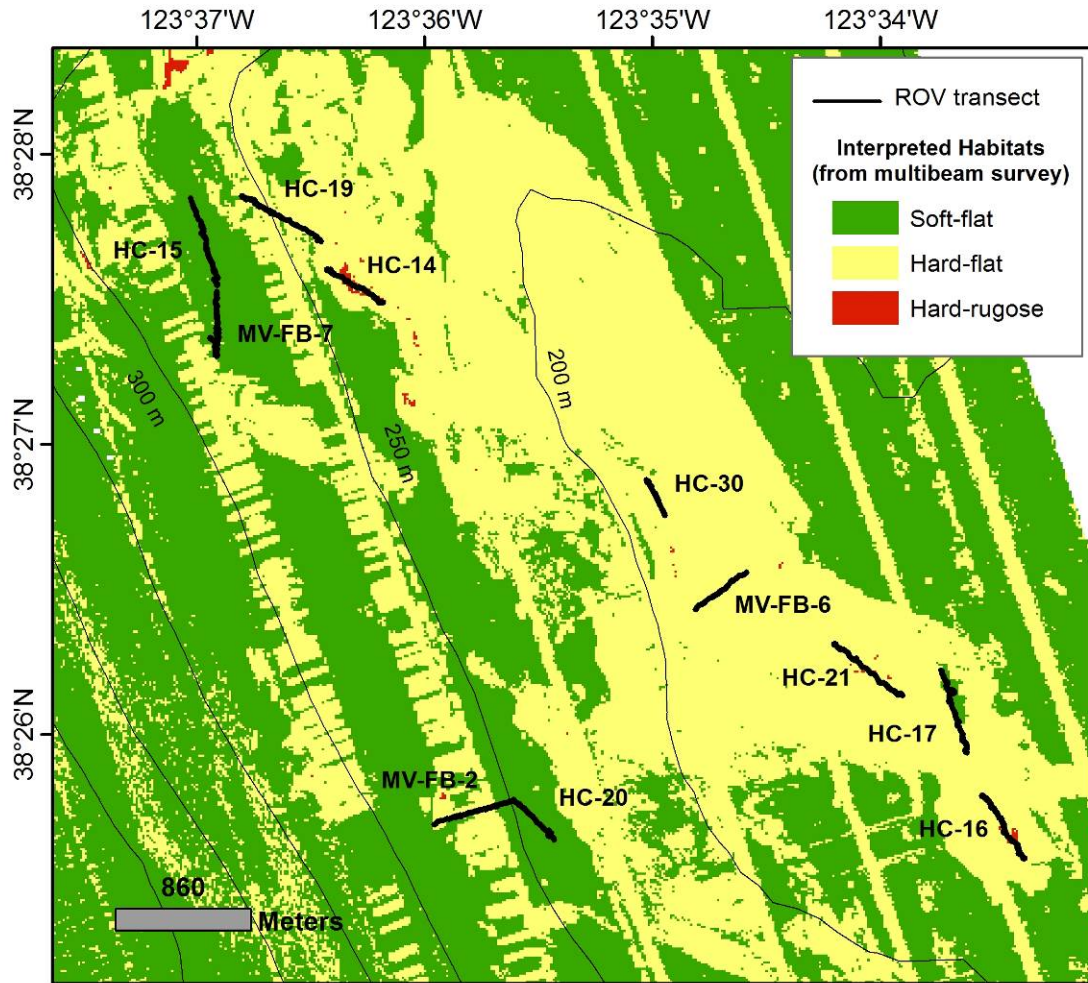 123°37'W
123°36'W
123°35'W
123°34'W
38°28'N
38°27'N
38°26'N
ROV transect
Interpreted Habitats
(from multibeam survey)
Soft-flat
Hard-flat
Hard-rugose
HC-19
HC-15
HC-14
MV-FB-7
300 m
250 m
200 m
HC-30
MV-FB-6
HC-21
HC-17
MV-FB-2
HC-20
HC-16
860
Meters